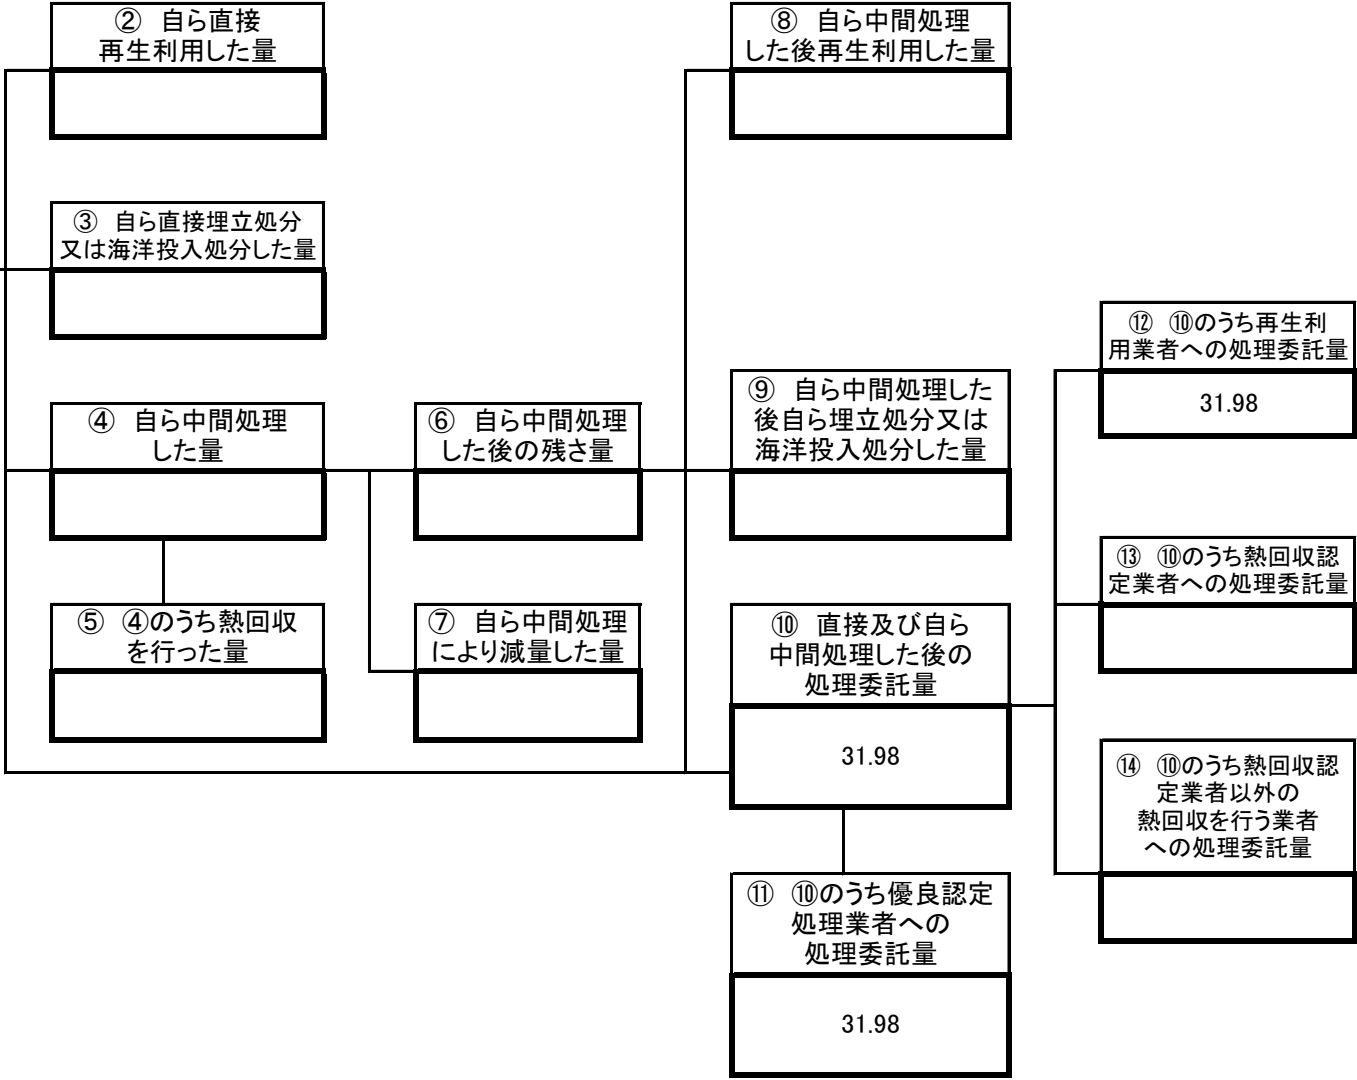 ② 自ら直接
再生利用した量
⑧ 自ら中間処理
した後再生利用した量
③ 自ら直接埋立処分
又は海洋投入処分した量
⑫ ⑩のうち再生利
用業者への処理委託量
31.98
④ 自ら中間処理
した量
⑥ 自ら中間処理
した後の残さ量
⑨ 自ら中間処理した
後自ら埋立処分又は
海洋投入処分した量
⑬ ⑩のうち熱回収認
定業者への処理委託量
⑤ ④のうち熱回収
を行った量
⑦ 自ら中間処理
により減量した量
⑩ 直接及び自ら
中間処理した後の
処理委託量
31.98
⑭ ⑩のうち熱回収認
定業者以外の
熱回収を行う業者
への処理委託量
⑪ ⑩のうち優良認定
処理業者への
処理委託量
31.98